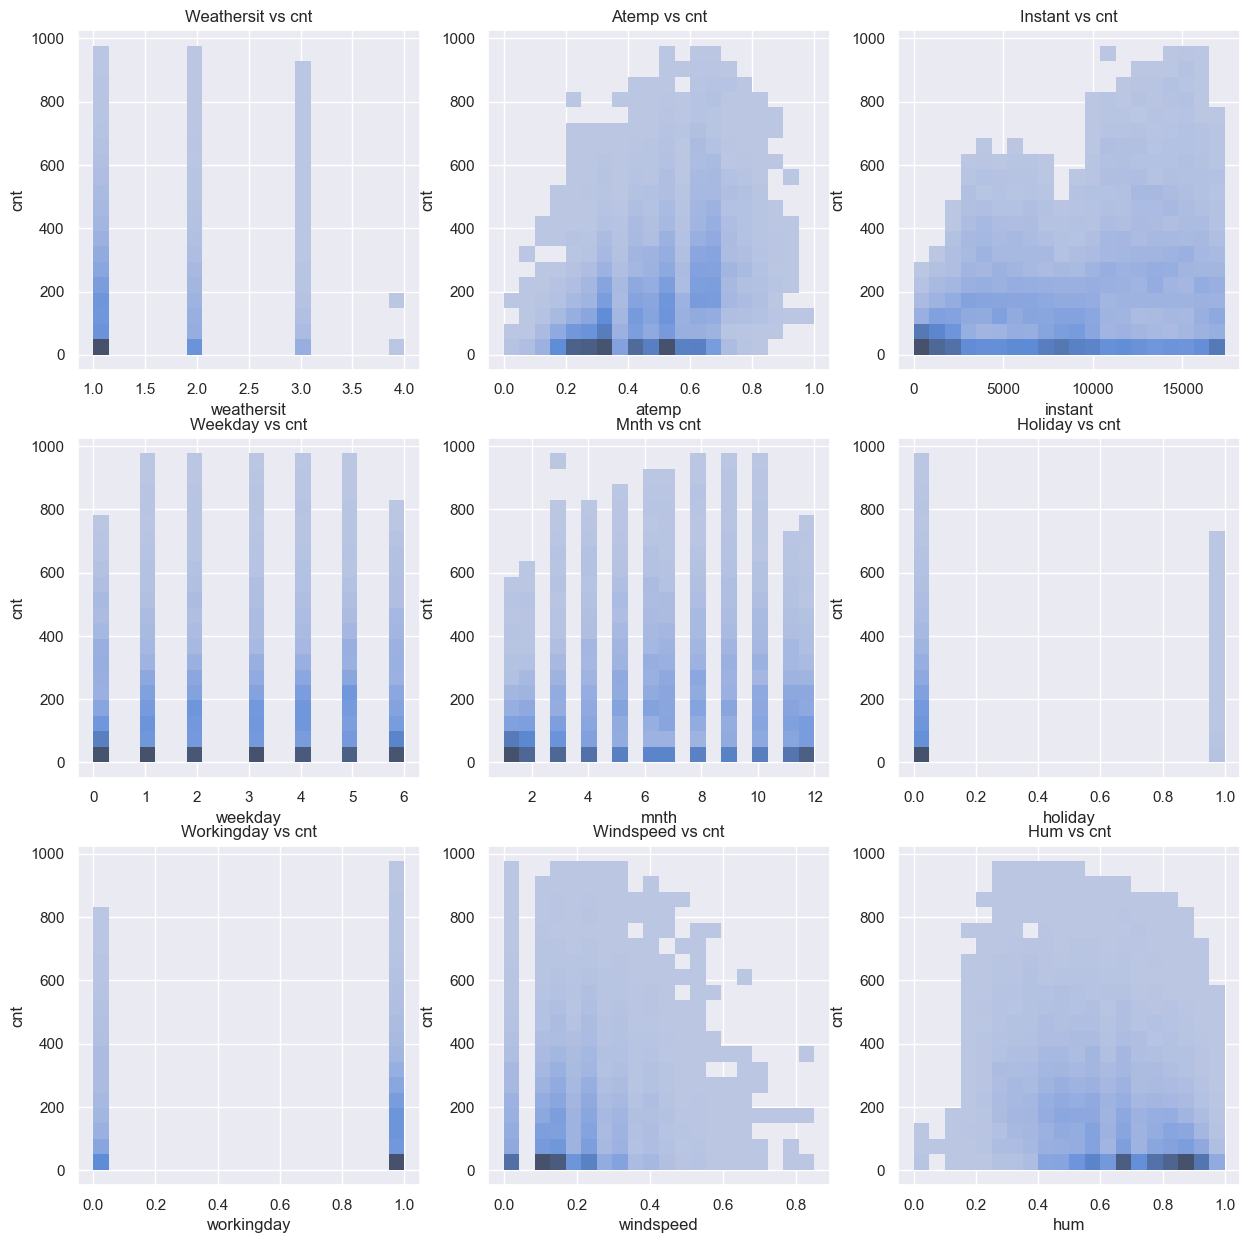 Weathersit vs cnt
Atemp vs cnt
Instant vs cnt
1000
800
600
400
200
0
cnt
1.0 1.5 2.0 2.5 3.0 3.5 4.0
weathersit
1000
800
600
400
200
0
cnt
0.0 0.2 0.4 0.6 0.8 1.0
atemp
1000
800
600
400
200
0
cnt
0 5000 10000 15000
instant
Weekday vs cnt
Mnth vs cnt
Holiday vs cnt
1000
800
600
400
200
0
cnt
0 1 2 3 4 5 6
weekday
1000
800
600
400
200
0
cnt
2 4 6 8 10 12
mnth
1000
800
600
400
200
0
cnt
0.0 0.2 0.4 0.6 0.8 1.0
holiday
Workingday vs cnt
Windspeed vs cnt
Hum vs cnt
1000
800
600
400
200
0
cnt
0.0 0.2 0.4 0.6 0.8 1.0
workingday
1000
800
600
400
200
0
cnt
0.0 0.2 0.4 0.6 0.8
windspeed
1000
800
600
400
200
0
cnt
0.0 0.2 0.4 0.6 0.8 1.0
hum